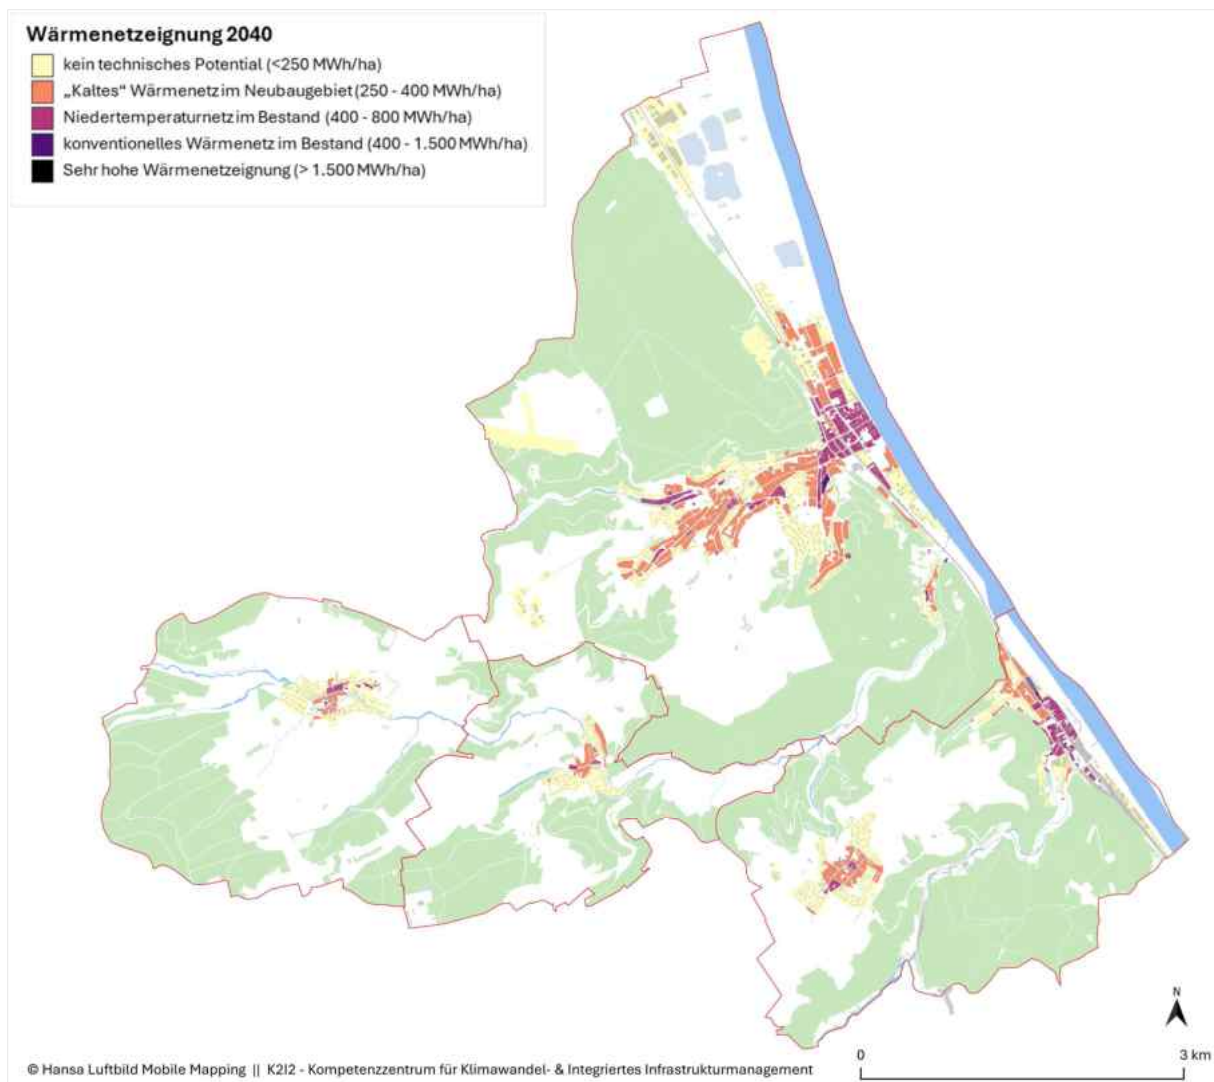 Wärmenetzeignung 2040
kein technisches Potential (<250 MWh/ha)
„Kaltes“ Wärmenetz im Neubaugebiet (250 - 400 MWh/ha)
Niedertemperaturnetz im Bestand (400 - 800 MWh/ha)
konventionelles Wärmenetz im Bestand (400 - 1.500 MWh/ha)
Sehr hohe Wärmenetzeignung (> 1.500 MWh/ha)
N
0 3 km
© Hansa Luftbild Mobile Mapping || K2I2 - Kompetenzzentrum für Klimawandel- & Integriertes Infrastrukturmanagement